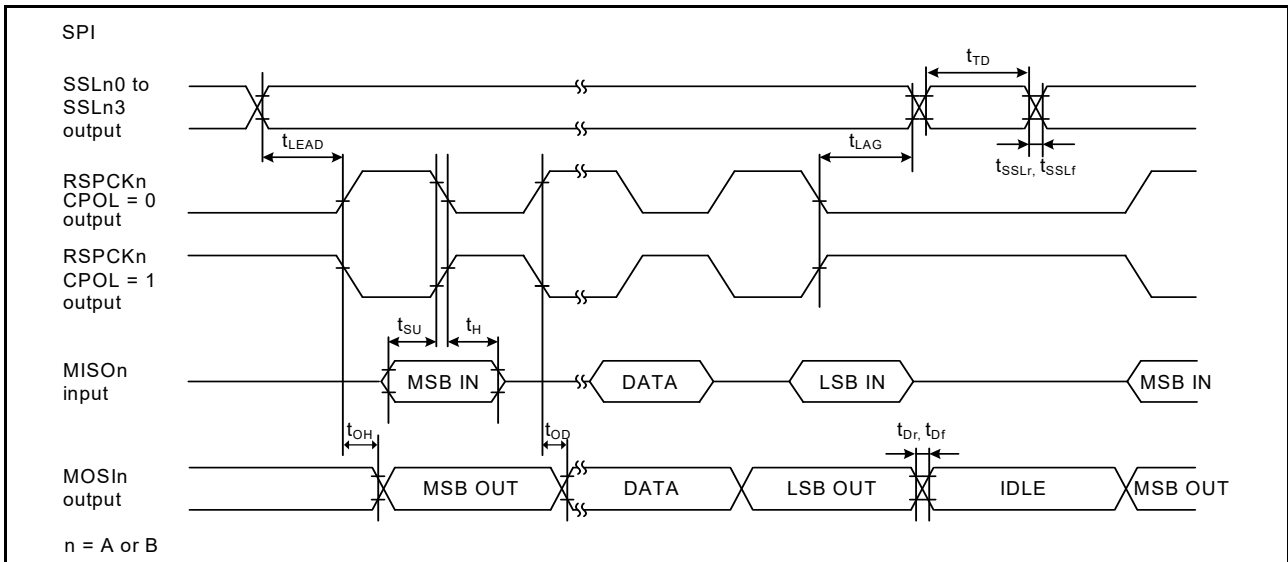 SPI
SSLn0 to
SSLn3
output
tTD
tLEAD
tLAG
tSSLr, tSSLf
RSPCKn
CPOL = 0
output
RSPCKn
CPOL = 1
output
tSU
tH
MISOn
input
MSB IN
DATA
LSB IN
MSB IN
tOH
tOD
tDr, tDf
MOSIn
output
MSB OUT
DATA
LSB OUT
IDLE
MSB OUT
n = A or B